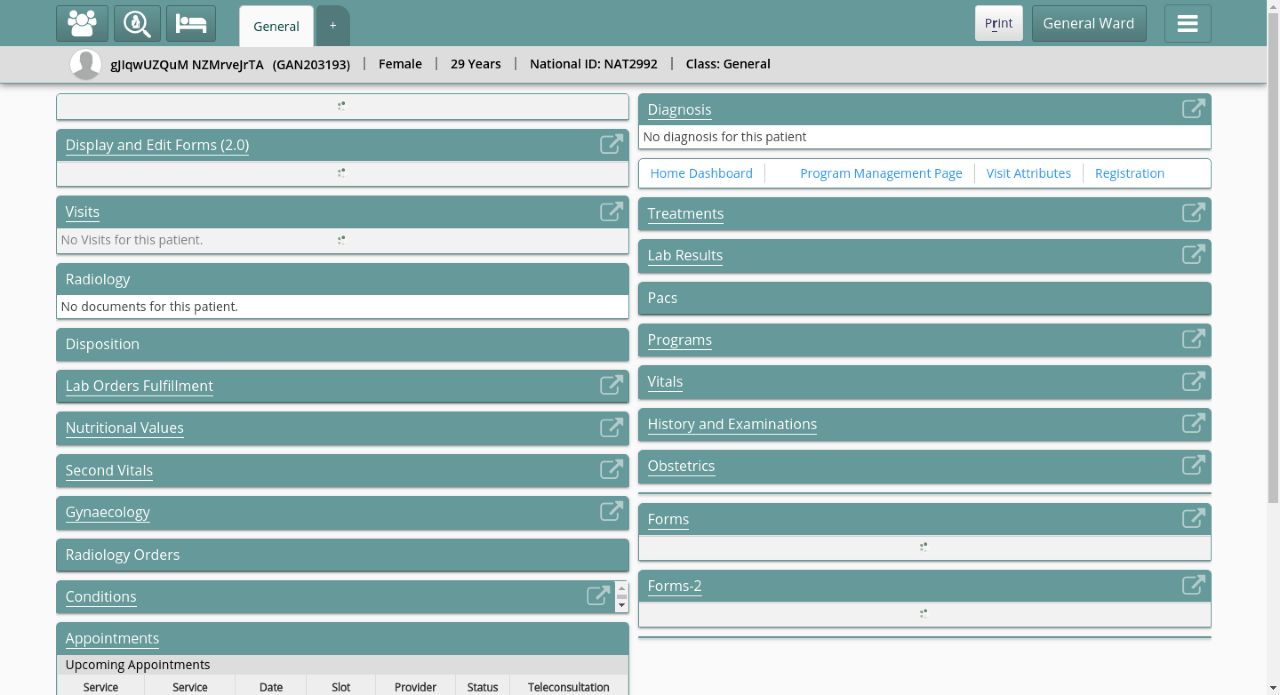 General
+
Print
General Ward
gJIqwUZQuM NZMrveJrTA (GAN203193) | Female | 29 Years | National ID: NAT2992 | Class: General
Display and Edit Forms (2.0)
Visits
No Visits for this patient.
Radiology
No documents for this patient.
Disposition
Lab Orders Fulfillment
Nutritional Values
Second Vitals
Gynaecology
Radiology Orders
Conditions
Appointments
Upcoming Appointments
Service Service Date Slot Provider Status Teleconsultation
Diagnosis
No diagnosis for this patient
Home Dashboard Program Management Page Visit Attributes Registration
Treatments
Lab Results
Pacs
Programs
Vitals
History and Examinations
Obstetrics
Forms
Forms-2